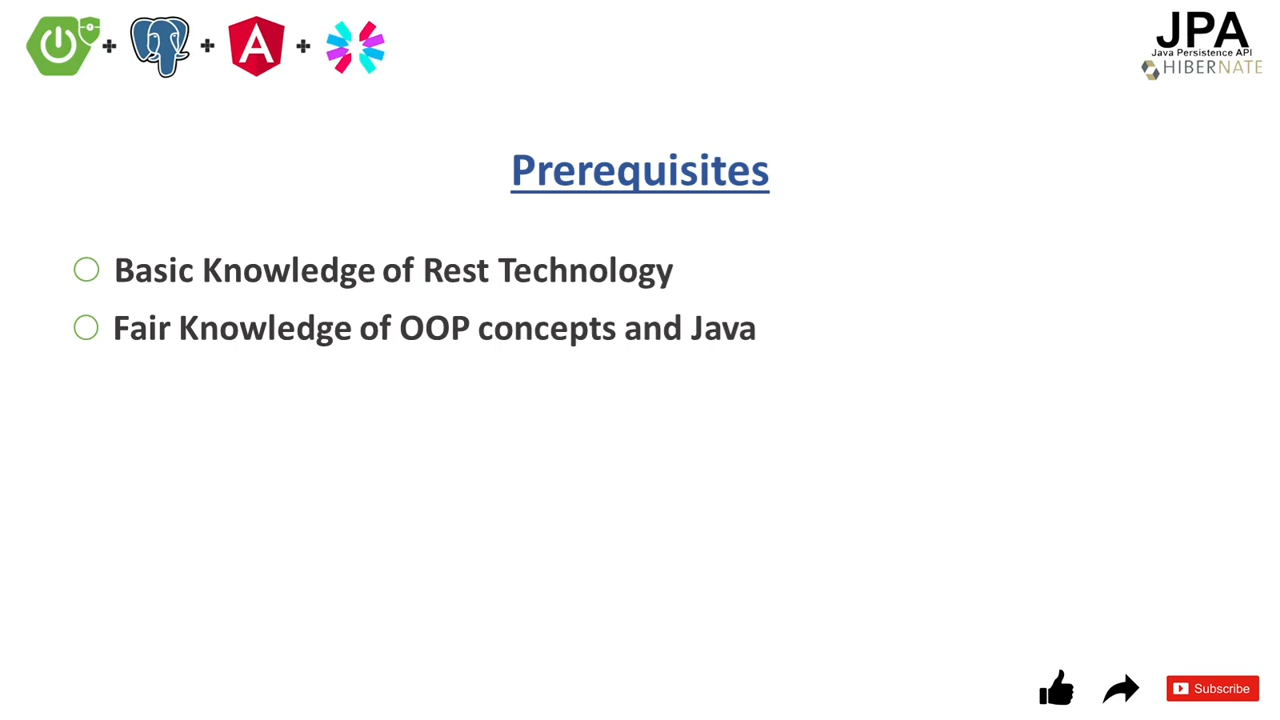 JPA
Java Persistence API
HIBERNATE
Prerequisites
Basic Knowledge of Rest Technology
Fair Knowledge of OOP concepts and Java
Subscribe